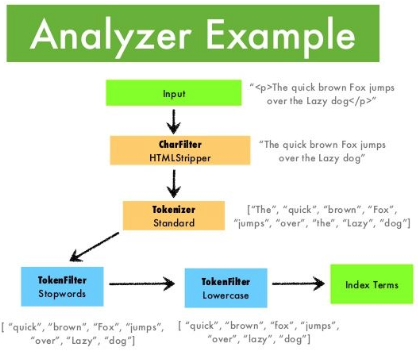 Analyzer Example
Input
"<p>The quick brown Fox jumps
over the Lazy dog</p>"
CharFilter
HTMLStripper
"The quick brown Fox jumps
over the Lazy dog"
Tokenizer
Standard
["The", "quick", "brown", "Fox",
"jumps", "over", "the", "Lazy", "dog"]
TokenFilter
Stopwords
TokenFilter
Lowercase
Index Terms
[ "quick", "brown", "Fox", "jumps",
"over", "Lazy", "dog"]
[ "quick", "brown", "fox", "jumps",
"over", "lazy", "dog"]